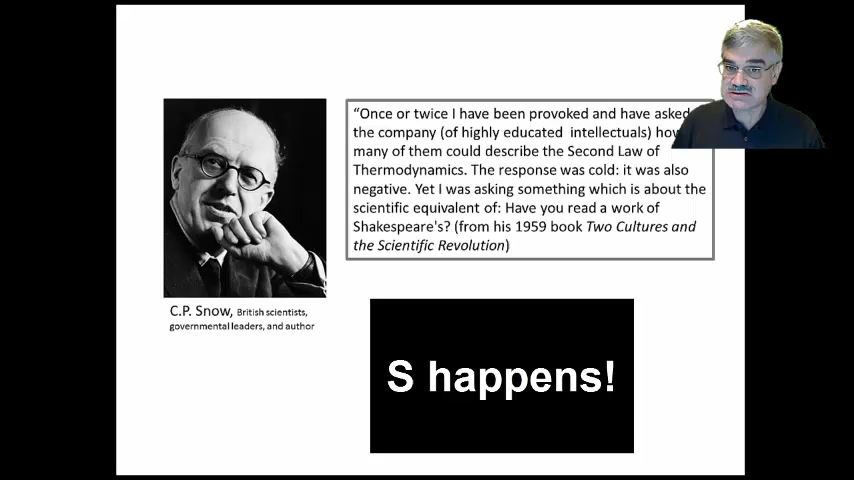 “Once or twice I have been provoked and have asked
the company (of highly educated intellectuals)
many of them could describe the Second Law of
Thermodynamics. The response was cold: it was also
negative. Yet I was asking something which is about the
scientific equivalent of: Have you read a work of
Shakespeare's? (from his 1959 book Two Cultures and
the Scientific Revolution)
C.P. Snow, British scientists,
governmental leaders, and author
S happens!